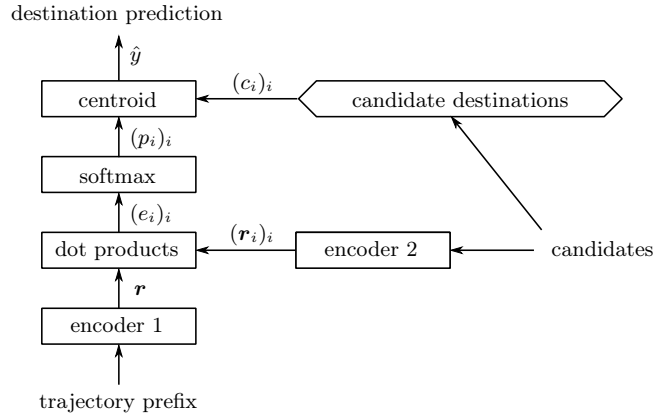 destination prediction
ŷ
centroid
(c_i)_i
candidate destinations
(p_i)_i
softmax
(e_i)_i
dot products
(r_i)_i
encoder 2
candidates
r
encoder 1
trajectory prefix